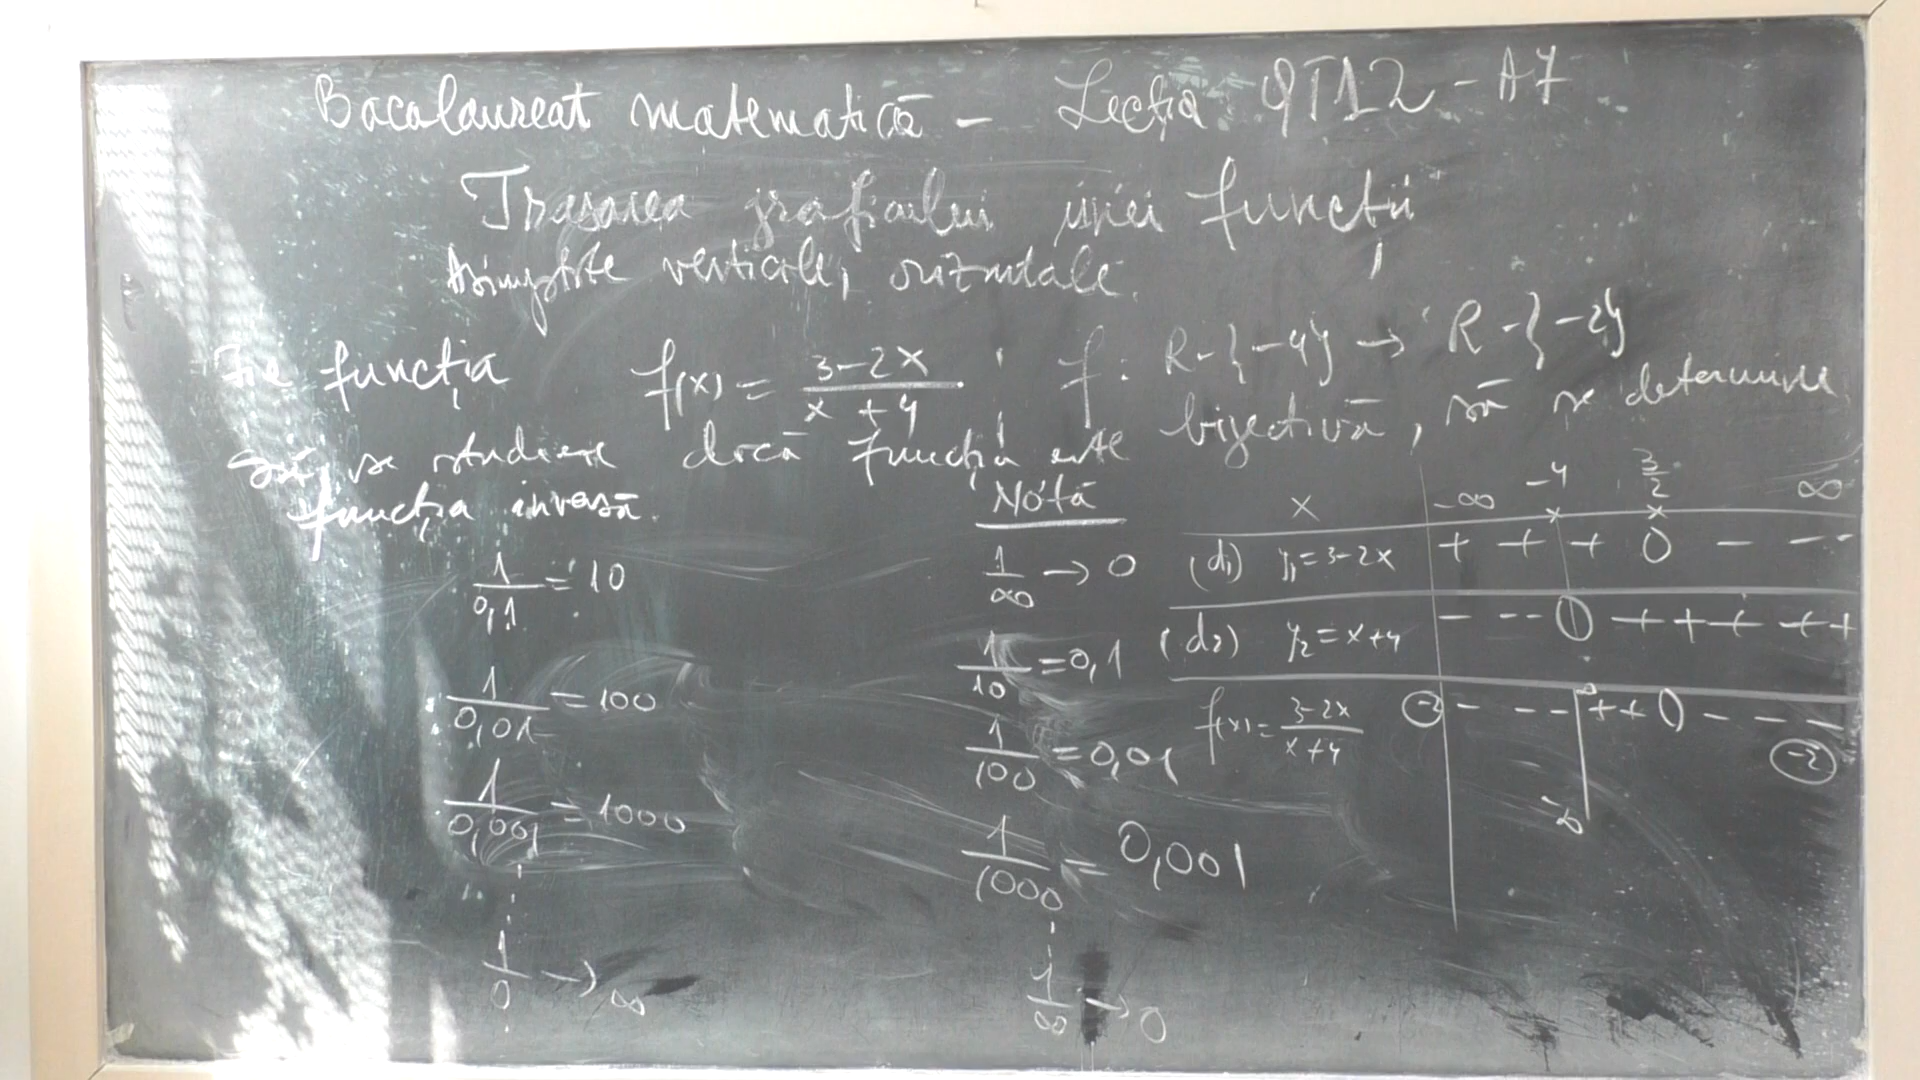 Bacalaureat matematică - Lecția QTA2 - A7
Trasarea graficului unei funcții
Asimptote verticale, orizontale.
Fie funcția f(x) = (3-2x)/(x+4) ; f: R-{-4} → R-{-2}
Să se studieze dacă funcția este bijectivă, să se determine
funcția inversă.
1/0,1 = 10
1/0,01 = 100
1/0,001 = 1000
1/0 → ∞
Notă
1/∞ → 0
1/10 = 0,1
1/100 = 0,01
1/1000 = 0,001
1/∞ → 0
x -∞ -4 3/2 ∞
(d1) y1 = 3-2x + + + 0 - - -
(d2) y2 = x+4 - - - 0 + + + + +
f(x) = (3-2x)/(x+4) -2 - - - - -∞ | ∞ + + 0 - - - - -2